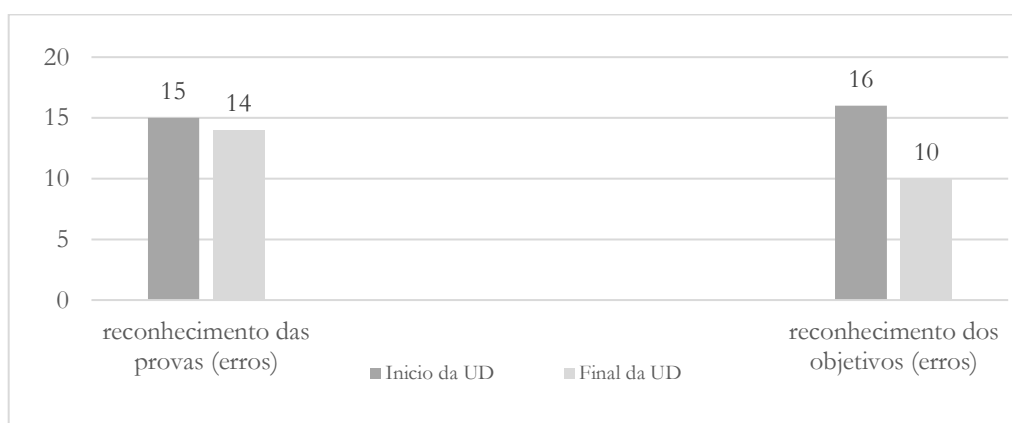 20
15
10
5
0
15
14
16
10
reconhecimento das
provas (erros)
reconhecimento dos
objetivos (erros)
Inicio da UD
Final da UD